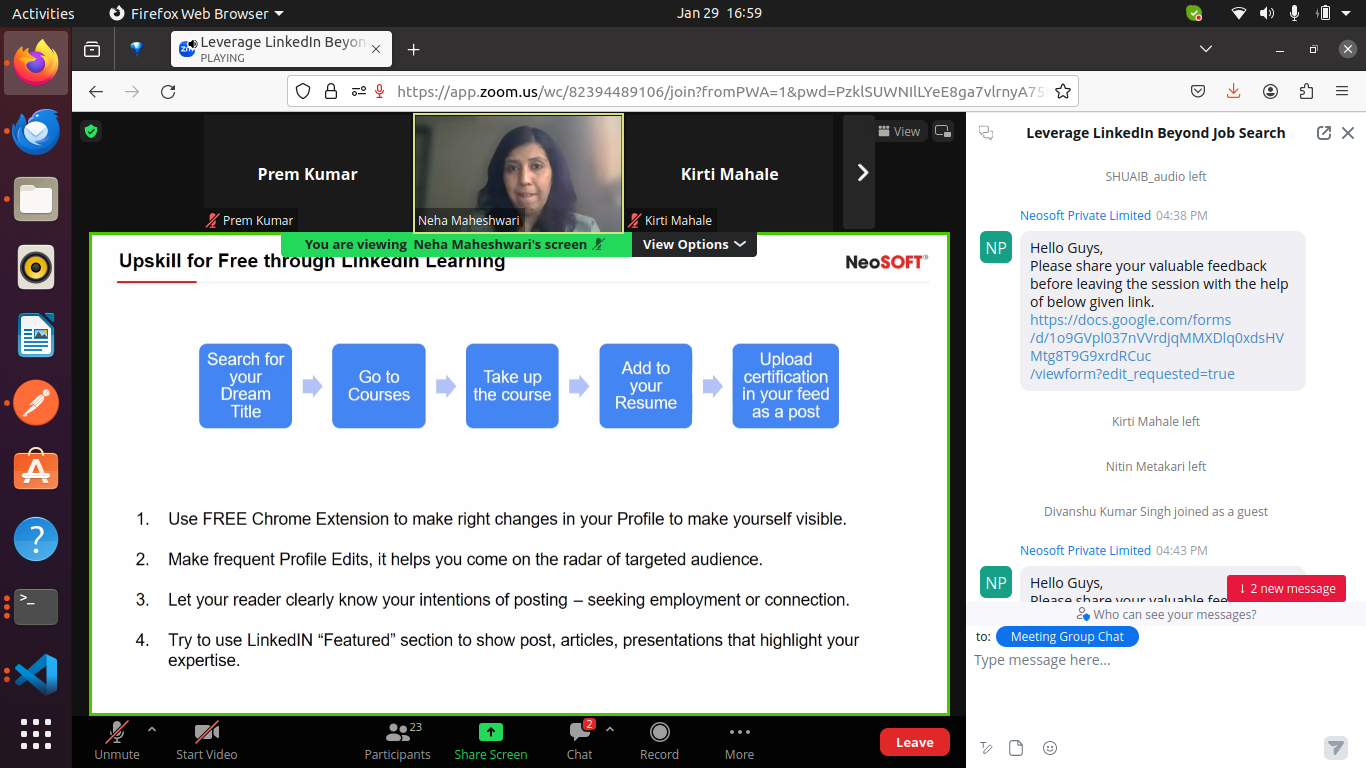 Activities
Firefox Web Browser
Jan 29 16:59
Leverage LinkedIn Beyon
PLAYING
https://app.zoom.us/wc/82394489106/join?fromPWA=1&pwd=PzklSUWNIlLYeE8ga7vlrnyA75
View
Prem Kumar
Kirti Mahale
Prem Kumar
Neha Maheshwari
Kirti Mahale
You are viewing Neha Maheshwari's screen
View Options
Upskill for Free through LinkedIn Learning
NeoSOFT
Search for
your
Dream
Title
Go to
Courses
Take up
the course
Add to
your
Resume
Upload
certification
in your feed
as a post
1. Use FREE Chrome Extension to make right changes in your Profile to make yourself visible.
2. Make frequent Profile Edits, it helps you come on the radar of targeted audience.
3. Let your reader clearly know your intentions of posting – seeking employment or connection.
4. Try to use LinkedIN “Featured” section to show post, articles, presentations that highlight your
expertise.
Unmute
Start Video
Participants
23
Share Screen
Chat
2
Record
More
Leave
Leverage LinkedIn Beyond Job Search
SHUAIB_audio left
Neosoft Private Limited 04:38 PM
NP
Hello Guys,
Please share your valuable feedback
before leaving the session with the help
of below given link.
https://docs.google.com/forms
/d/1o9GVpl037nVVrdjqMMXDlq0xdsHV
Mtg8T9G9xrdRCuc
/viewform?edit_requested=true
Kirti Mahale left
Nitin Metakari left
Divanshu Kumar Singh joined as a guest
Neosoft Private Limited 04:43 PM
NP
Hello Guys,
Please share your valuable fee
2 new message
Who can see your messages?
to: Meeting Group Chat
Type message here...